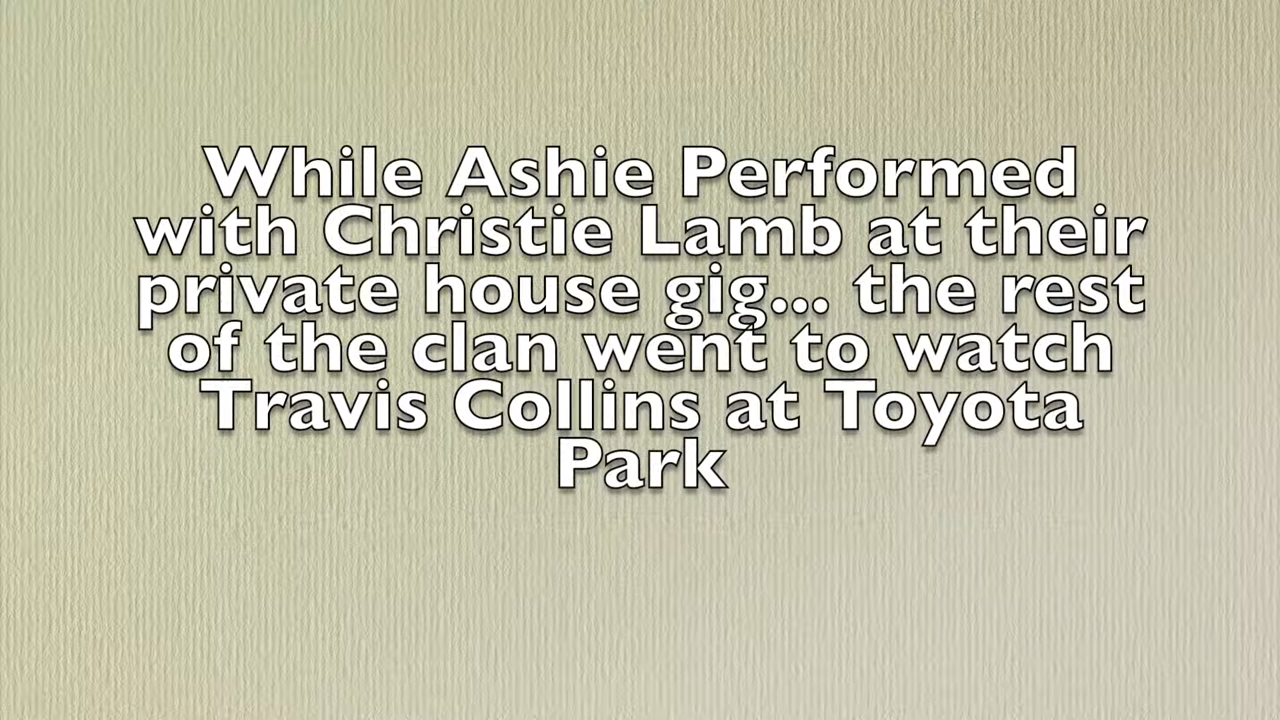 While Ashie Performed
with Christie Lamb at their
private house gig... the rest
of the clan went to watch
Travis Collins at Toyota
Park